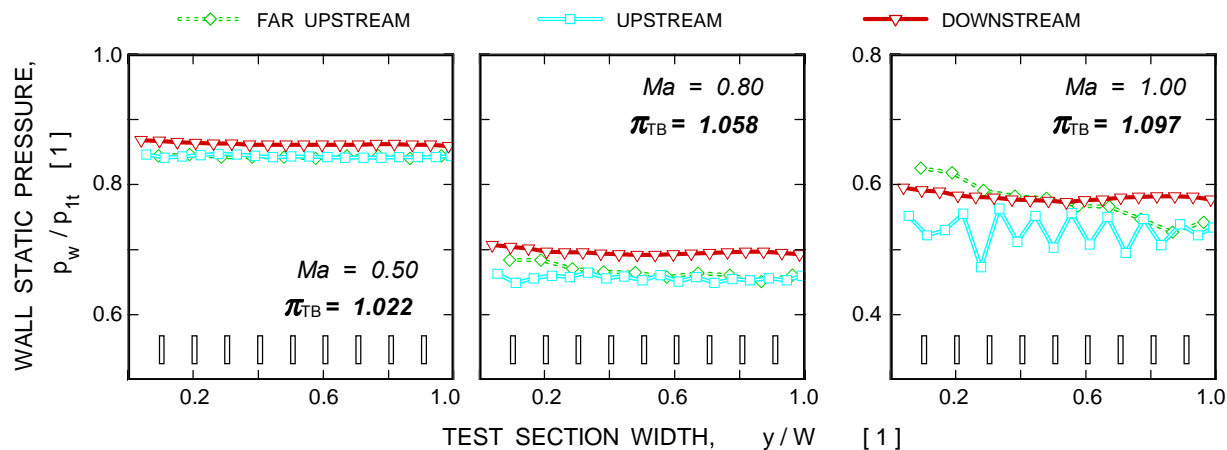 FAR UPSTREAM UPSTREAM DOWNSTREAM
WALL STATIC PRESSURE,
p_w / p_1t [ 1 ]
1.0
0.8
0.6
Ma = 0.50
π_TB = 1.022
0.2 0.6 1.0
Ma = 0.80
π_TB = 1.058
0.2 0.6 1.0
0.8
0.6
0.4
Ma = 1.00
π_TB = 1.097
0.2 0.6 1.0
TEST SECTION WIDTH, y / W [ 1 ]